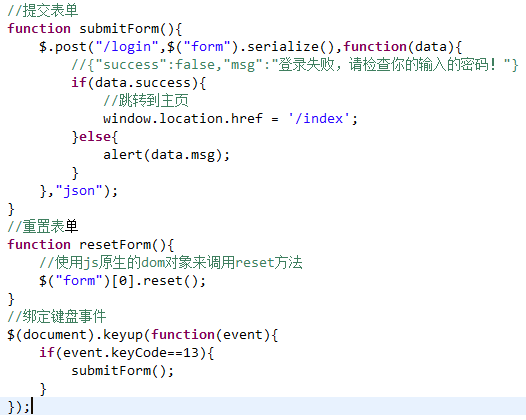 //提交表单
function submitForm(){
    $.post("/login",$("form").serialize(),function(data){
        //{"success":false,"msg":"登录失败，请检查你的输入的密码！"}
        if(data.success){
            //跳转到主页
            window.location.href = '/index';
        }else{
            alert(data.msg);
        }
    },"json");
}
//重置表单
function resetForm(){
    //使用js原生的dom对象来调用reset方法
    $("form")[0].reset();
}
//绑定键盘事件
$(document).keyup(function(event){
    if(event.keyCode==13){
        submitForm();
    }
});